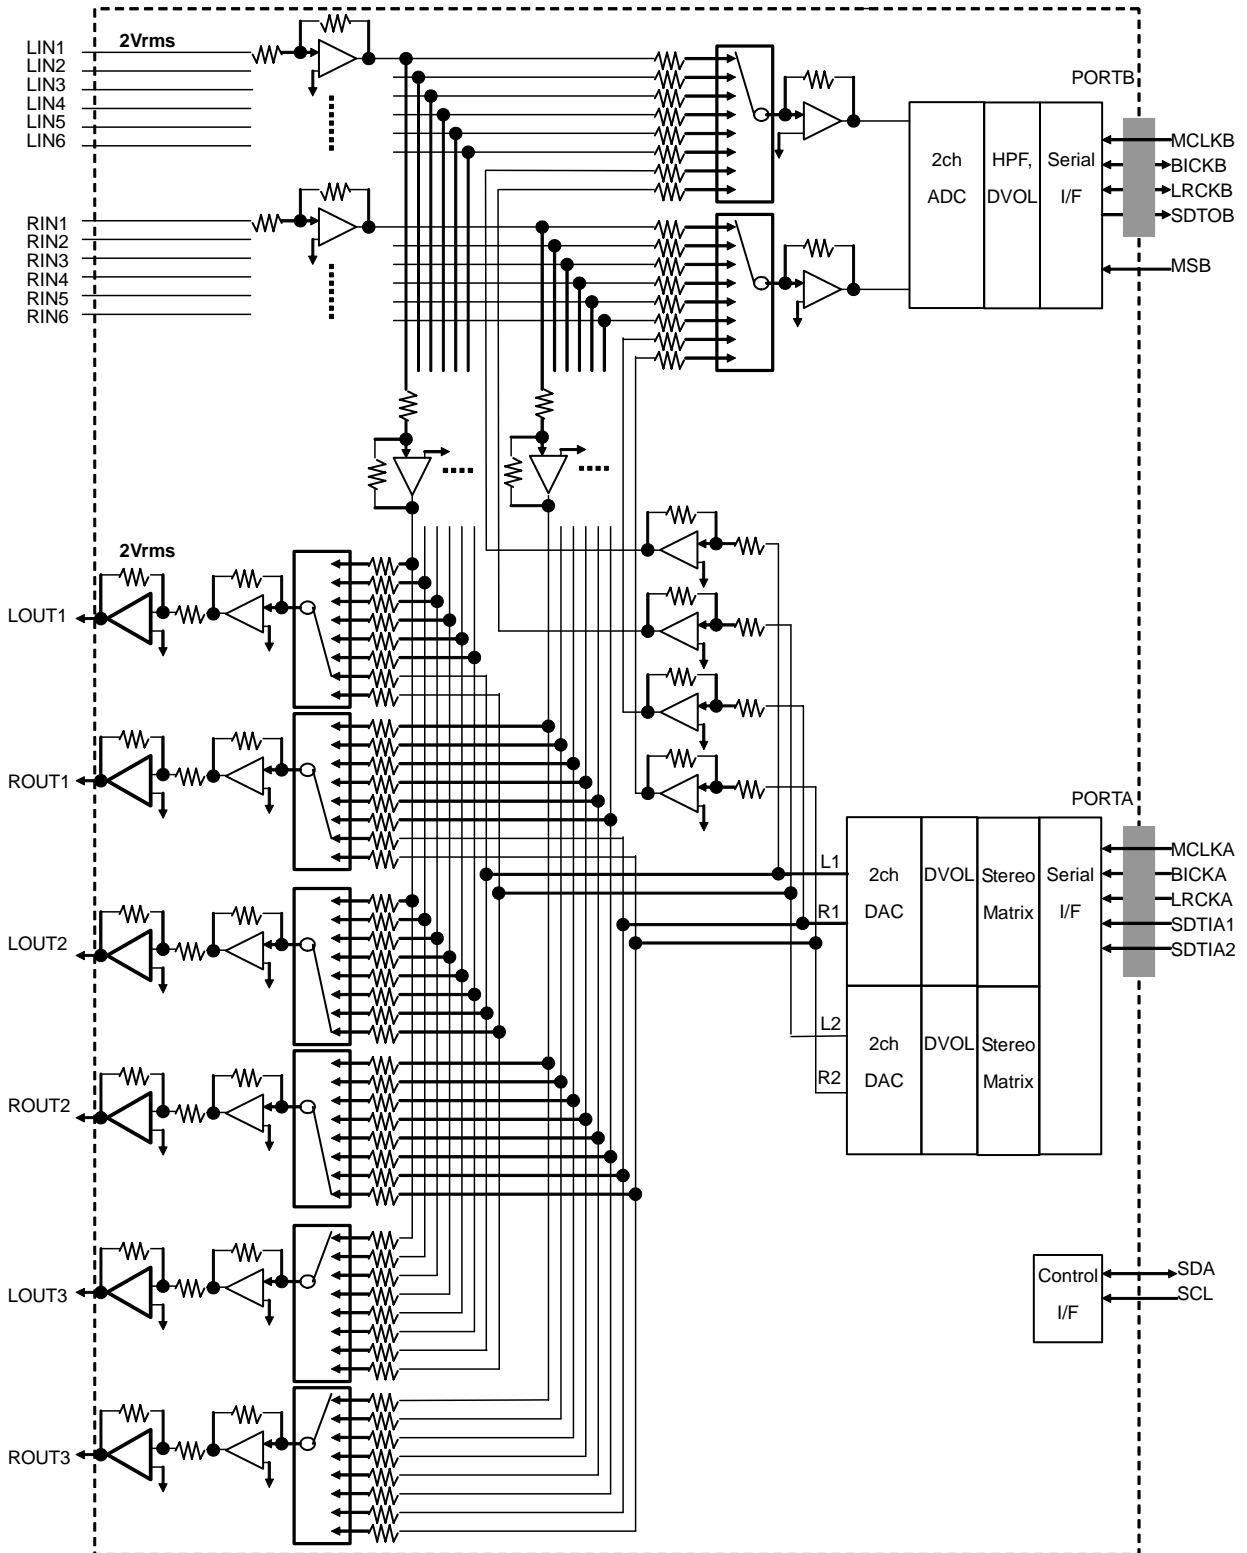 LIN1
2Vrms
LIN2
LIN3
LIN4
LIN5
LIN6
RIN1
RIN2
RIN3
RIN4
RIN5
RIN6
PORTB
2ch
ADC
HPF,
DVOL
Serial
I/F
MCLKB
BICKB
LRCKB
SDTOB
MSB
2Vrms
LOUT1
ROUT1
LOUT2
ROUT2
LOUT3
ROUT3
PORTA
L1
R1
2ch
DAC
DVOL
Stereo
Matrix
Serial
I/F
MCLKA
BICKA
LRCKA
SDTIA1
SDTIA2
L2
R2
2ch
DAC
DVOL
Stereo
Matrix
Control
I/F
SDA
SCL